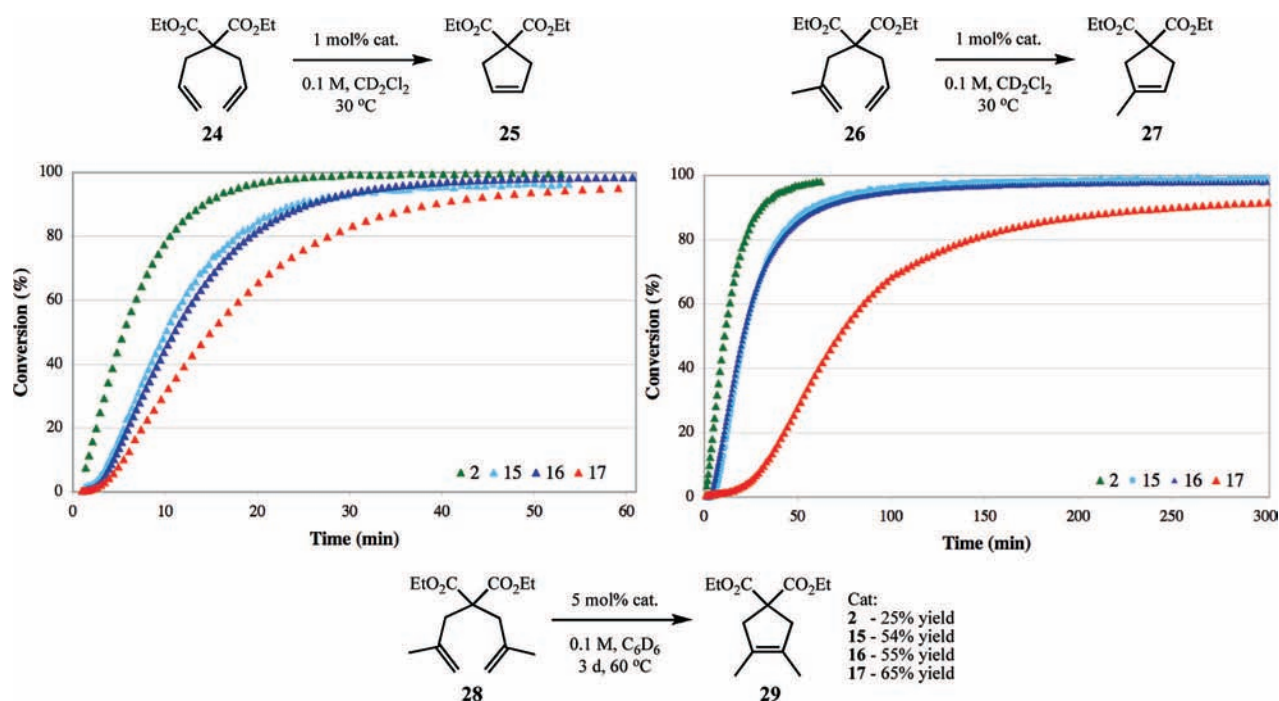 EtO2C CO2Et
1 mol% cat.
0.1 M, CD2Cl2
30 ºC
24
EtO2C CO2Et
25
EtO2C CO2Et
1 mol% cat.
0.1 M, CD2Cl2
30 ºC
26
EtO2C CO2Et
27
Conversion (%)
100
80
60
40
20
0
0 10 20 30 40 50 60
Time (min)
2 15 16 17
Conversion (%)
100
80
60
40
20
0
0 50 100 150 200 250 300
Time (min)
2 15 16 17
EtO2C CO2Et
5 mol% cat.
0.1 M, C6D6
3 d, 60 ºC
28
EtO2C CO2Et
29
Cat:
2 - 25% yield
15 - 54% yield
16 - 55% yield
17 - 65% yield